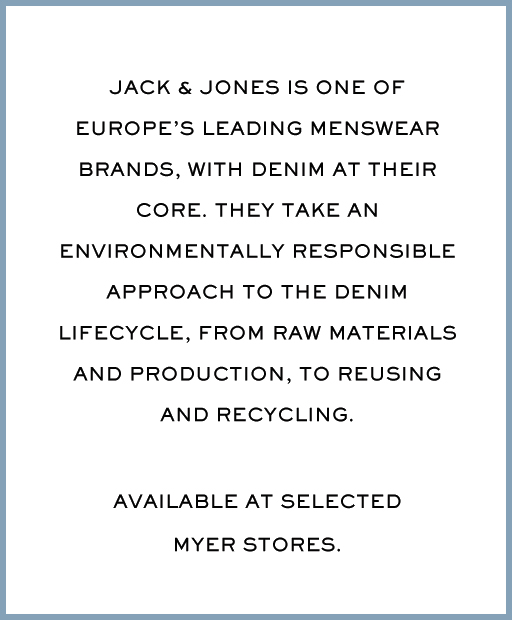 JACK & JONES IS ONE OF
EUROPE’S LEADING MENSWEAR
BRANDS, WITH DENIM AT THEIR
CORE. THEY TAKE AN
ENVIRONMENTALLY RESPONSIBLE
APPROACH TO THE DENIM
LIFECYCLE, FROM RAW MATERIALS
AND PRODUCTION, TO REUSING
AND RECYCLING.
AVAILABLE AT SELECTED
MYER STORES.